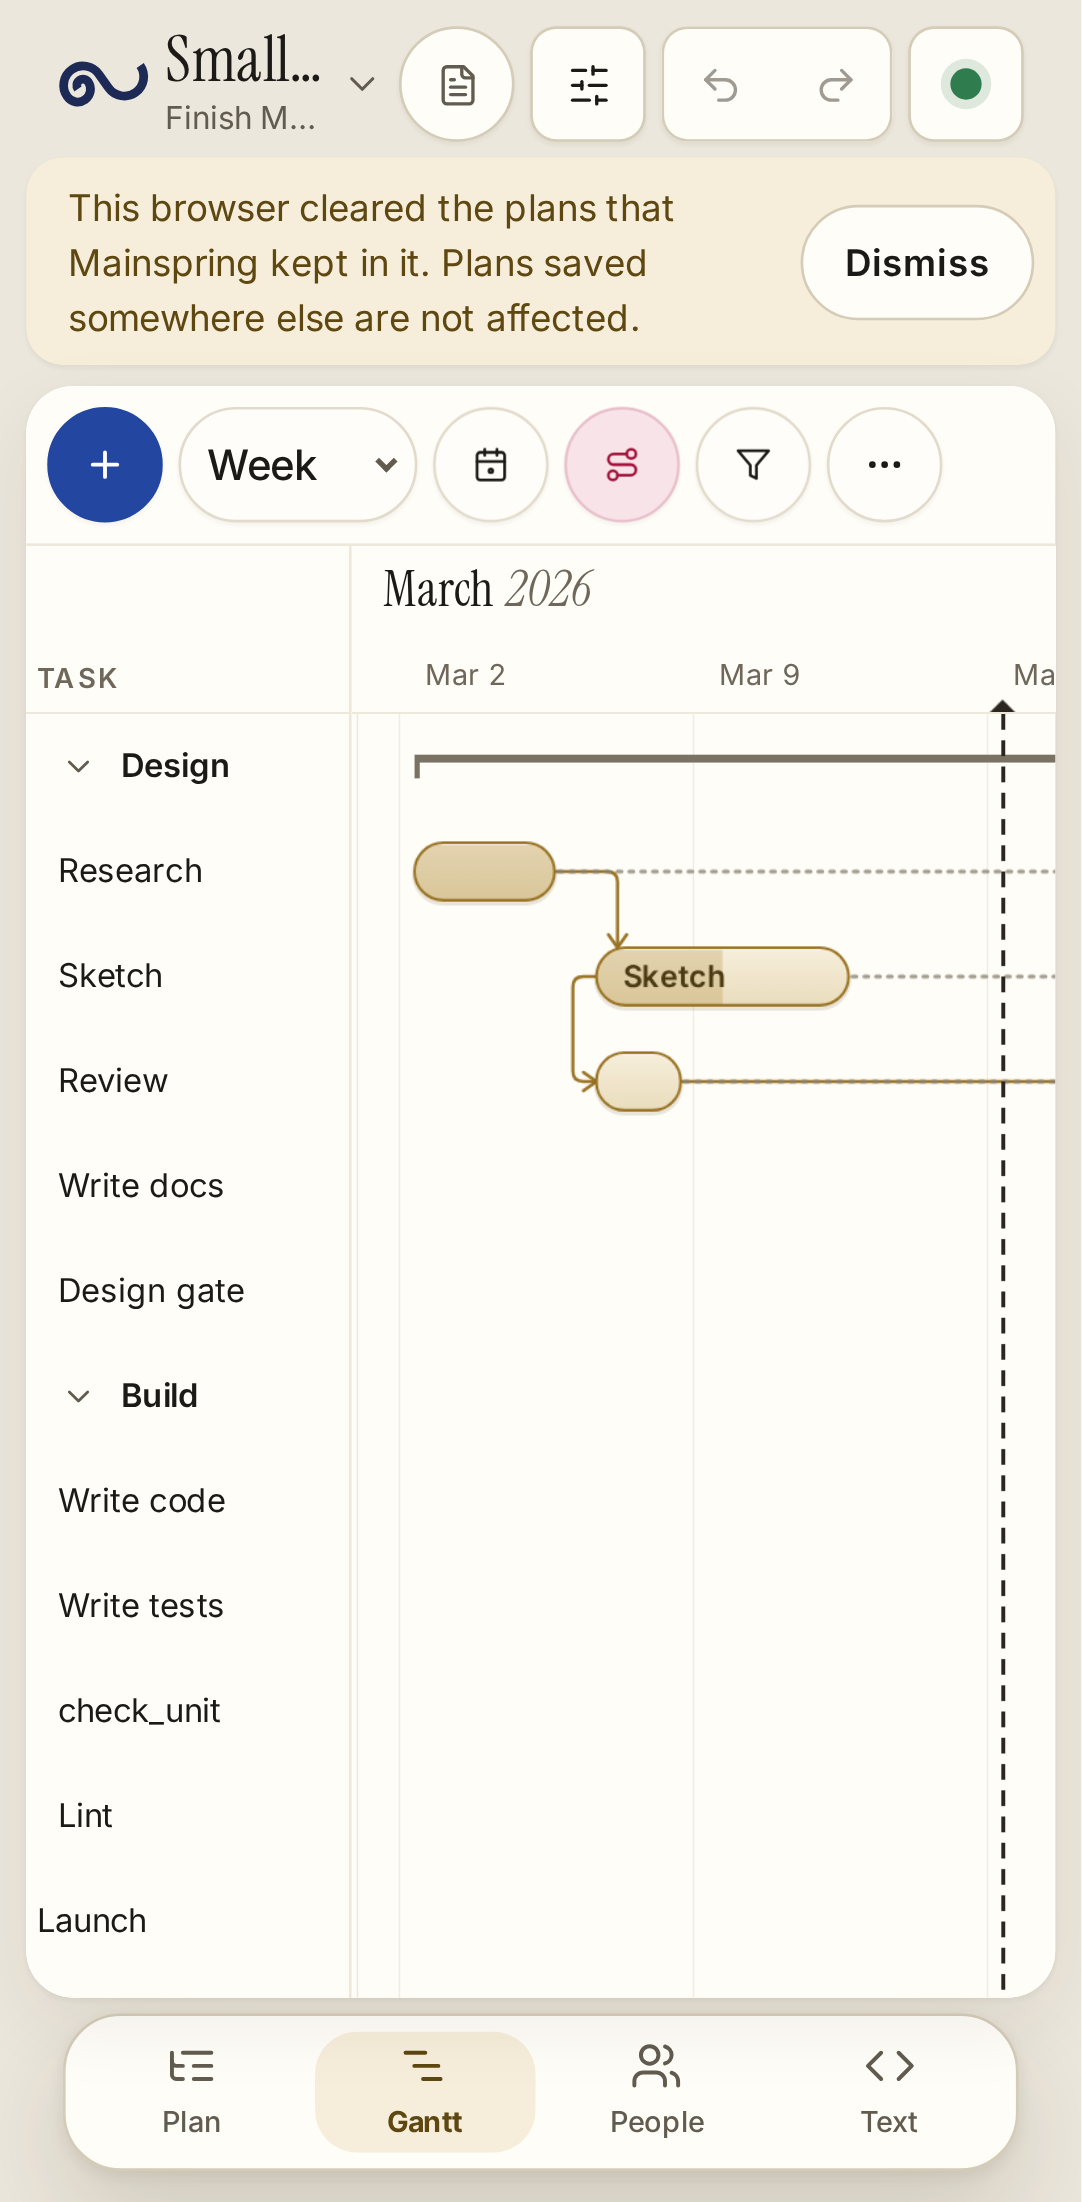 Small…
Finish M…
This browser cleared the plans that
Mainspring kept in it. Plans saved
somewhere else are not affected.
Dismiss
Week
March 2026
TASK
Mar 2
Mar 9
Ma
Design
Research
Sketch
Sketch
Review
Write docs
Design gate
Build
Write code
Write tests
check_unit
Lint
Launch
Plan
Gantt
People
Text